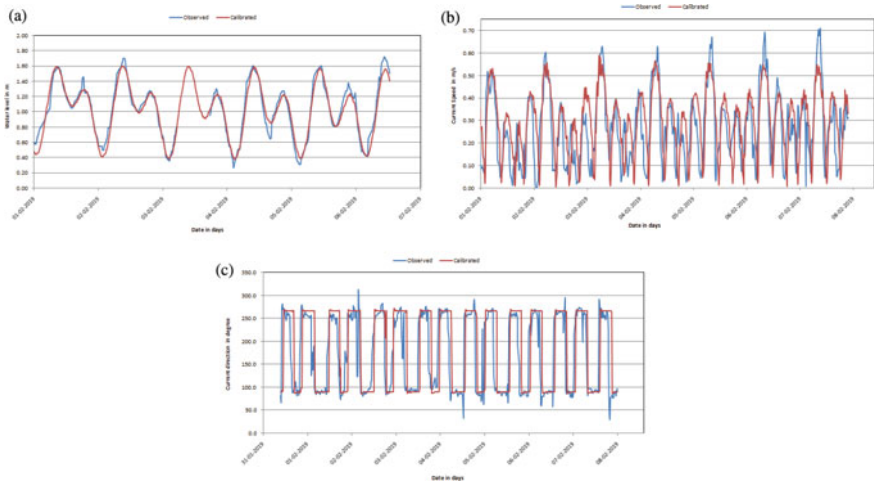 (a)
Observed Calibrated
Water level in m
2.00
1.80
1.60
1.40
1.20
1.00
0.80
0.60
0.40
0.20
0.00
01-02-2019 02-02-2019 03-02-2019 04-02-2019 05-02-2019 06-02-2019 07-02-2019
Date in days
(b)
Observed Calibrated
Current Speed in m/s
0.70
0.60
0.50
0.40
0.30
0.20
0.10
0.00
01-02-2019 02-02-2019 03-02-2019 04-02-2019 05-02-2019 06-02-2019 07-02-2019 08-02-2019
Date in days
(c)
Observed Calibrated
Current direction in degree
350.0
300.0
250.0
200.0
150.0
100.0
50.0
0.0
31-01-2019 01-02-2019 02-02-2019 03-02-2019 04-02-2019 05-02-2019 06-02-2019 07-02-2019 08-02-2019
Date in days